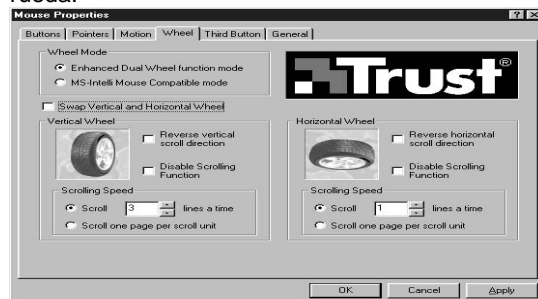 Mouse Properties
Buttons Pointers Motion Wheel Third Button General
Wheel Mode
Enhanced Dual Wheel function mode
MS-Intelli Mouse Compatible mode
Trust®
Swap Vertical and Horizontal Wheel
Vertical Wheel
Reverse vertical scroll direction
Disable Scrolling Function
Scrolling Speed
Scroll 3 lines a time
Scroll one page per scroll unit
Horizontal Wheel
Reverse horizontal scroll direction
Disable Scrolling Function
Scrolling Speed
Scroll 1 lines a time
Scroll one page per scroll unit
OK Cancel Apply